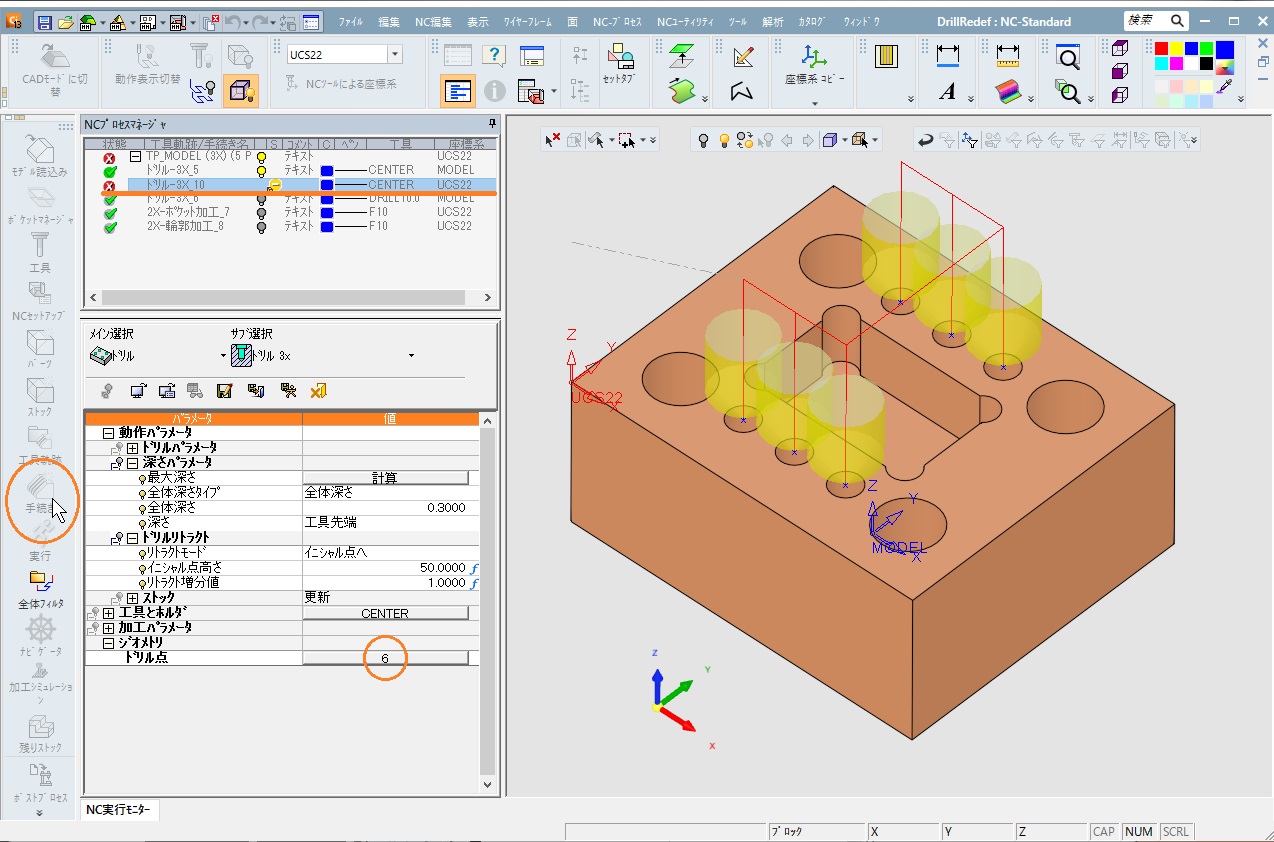 13
ファイル 編集 NC編集 表示 ワイヤーフレーム 面 NC-プロセス NCユーティリティ ツール 解析 カタログ ウィンドウ DrillRedef : NC-Standard 検索
CADモードに切替
動作表示切替
UCS22
NCツールによる座標系
セットタブ
座標系 コピー
A
NCプロセスマネージャ
状態 工具軌跡/手続き名 S コメント C ペン 工具 座標系
TP_MODEL (3X) (5 P テキスト UCS22
ドリル-3X_5 テキスト CENTER MODEL
ドリル-3X_10 CENTER UCS22
ドリル-3X_6 テキスト DRILL10.0 MODEL
2X-ポケット加工_7 テキスト F10 UCS22
2X-輪郭加工_8 テキスト F10 UCS22
モデル読込み
ポケットマネージャ
工具
NCセットアップ
パーツ
ストック
工具軌跡
手続き
実行
全体フィルタ
ナビゲータ
加工シミュレーション
残りストック
ポストプロセス
メイン選択 サブ選択
ドリル ドリル 3x
パラメータ 値
動作パラメータ
ドリルパラメータ
深さパラメータ
最大深さ 計算
全体深さタイプ 全体深さ
全体深さ 0.3000
深さ 工具先端
ドリルリトラクト
リトラクトモード イニシャル点へ
イニシャル点高さ 50.0000 f
リトラクト増分値 1.0000 f
ストック 更新
工具とホルダ CENTER
加工パラメータ
ジオメトリ
ドリル点 6
NC実行モニター
Z
Y
X
UCS22
Z
Y
X
MODEL
Z
Y
X
ブロック X Y Z CAP NUM SCRL